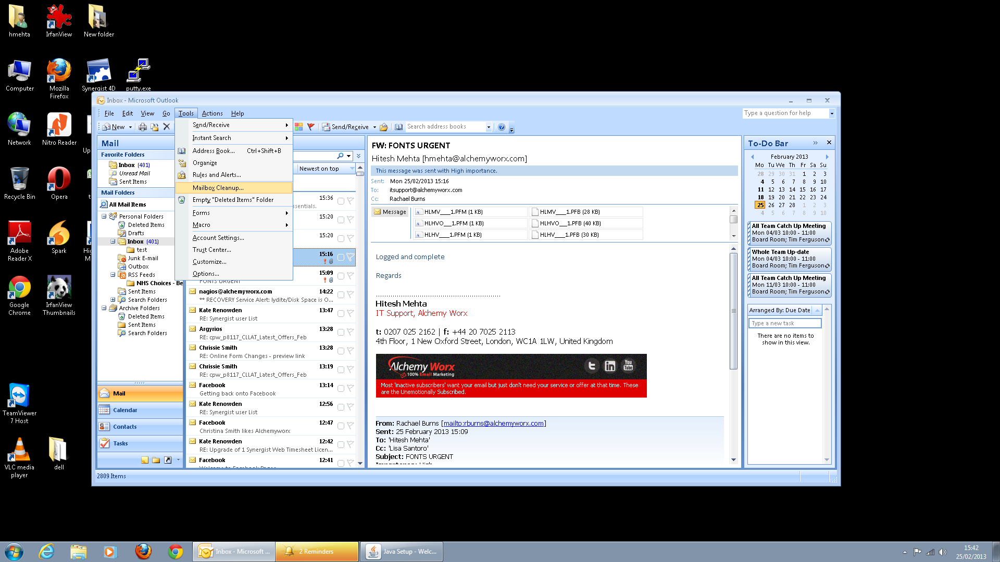 hmehta
IrfanView
New folder
Computer
Mozilla Firefox
Synergist 4D
putty.exe
Network
Nitro Reader
Up
Recycle Bin
Opera
t
Adobe Reader X
Spark
Hig
M
Google Chrome
IrfanView Thumbnails
TeamViewer 7 Host
VLC media player
dell
Inbox - Microsoft Outlook
File Edit View Go Tools Actions Help
Type a question for help
New
Send/Receive
Search address books
Send/Receive
Instant Search
Address Book... Ctrl+Shift+B
Organize
Rules and Alerts...
Mailbox Cleanup...
Empty "Deleted Items" Folder
Forms
Macro
Account Settings...
Trust Center...
Customize...
Options...
Mail
Favorite Folders
Inbox (401)
Unread Mail
Sent Items
Mail Folders
All Mail Items
Personal Folders
Deleted Items
Drafts
Inbox (401)
test
Junk E-mail
Outbox
RSS Feeds
NHS Choices - Be
Sent Items
Search Folders
Archive Folders
Deleted Items
Sent Items
Search Folders
Mail
Calendar
Contacts
Tasks
2809 Items
Newest on top
15:36
essentials.
15:20
15:20
15:16
15:09
FONTS URGENT
nagios@alchemyworx.com 14:22
** RECOVERY Service Alert: lydite/Disk Space is O...
Kate Renowden 13:47
RE: Synergist user List
Argyrios 13:28
RE: cpw_p8117_CLLAT_Latest_Offers_Feb
Chrissie Smith 13:28
RE: Online Form Changes - preview link
Chrissie Smith 13:19
RE: cpw_p8117_CLLAT_Latest_Offers_Feb
Facebook 13:14
Getting back onto Facebook
Kate Renowden 12:56
RE: Synergist user List
Facebook 12:47
Christina Smith likes Alchemyworx
Kate Renowden 12:42
RE: Upgrade of 1 Synergist Web Timesheet Licen...
Facebook 12:41
Welcome to Facebook Pages
FW: FONTS URGENT
Hitesh Mehta [hmehta@alchemyworx.com]
This message was sent with High importance.
Sent: Mon 25/02/2013 15:16
To: itsupport@alchemyworx.com
Cc: Rachael Burns
Message
HLMV____1.PFM (1 KB) HLMV____1.PFB (28 KB)
HLHVO___1.PFM (1 KB) HLHVO___1.PFB (40 KB)
HLHV____1.PFM (1 KB) HLHV____1.PFB (30 KB)
Logged and complete
Regards
Hitesh Mehta
IT Support, Alchemy Worx
t: 0207 025 2162 | f: +44 20 7025 2113
4th Floor, 1 New Oxford Street, London, WC1A 1LW, United Kingdom
Alchemy Worx
100% Email Marketing
t in You Tube
Most 'inactive subscribers' want your email but just don't need your service or offer at that time. These
are the Unemotionally Subscribed.
From: Rachael Burns [mailto:rburns@alchemyworx.com]
Sent: 25 February 2013 15:09
To: 'Hitesh Mehta'
Cc: 'Lisa Santoro'
Subject: FONTS URGENT
Importance: High
To-Do Bar
February 2013
Mo Tu We Th Fr Sa Su
28 29 30 31 1 2 3
4 5 6 7 8 9 10
11 12 13 14 15 16 17
18 19 20 21 22 23 24
25 26 27 28 1 2 3
4 5 6 7 8 9 10
All Team Catch Up Meeting
Mon 04/03 10:00 - 11:00
Board Room; Tim Ferguson
Whole Team Up-date
Mon 04/03 10:00 - 11:00
Board Room; Tim Ferguson
All Team Catch Up Meeting
Mon 11/03 10:00 - 11:00
Board Room; Tim Ferguson
Arranged By: Due Date
Type a new task
There are no items to
show in this view.
Inbox - Microsoft ...
2 Reminders
Java Setup - Welc...
15:42
25/02/2013